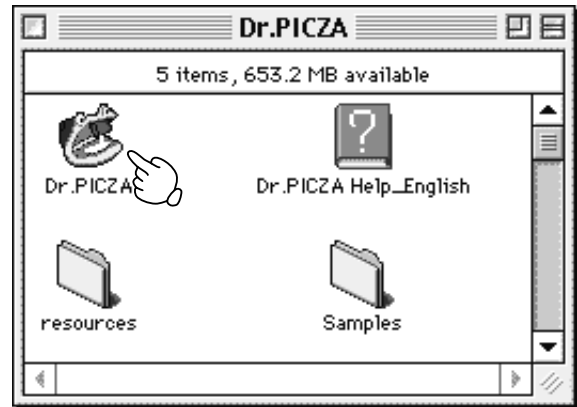 Dr.PICZA
5 items, 653.2 MB available
Dr.PICZA
Dr.PICZA Help_English
resources
Samples